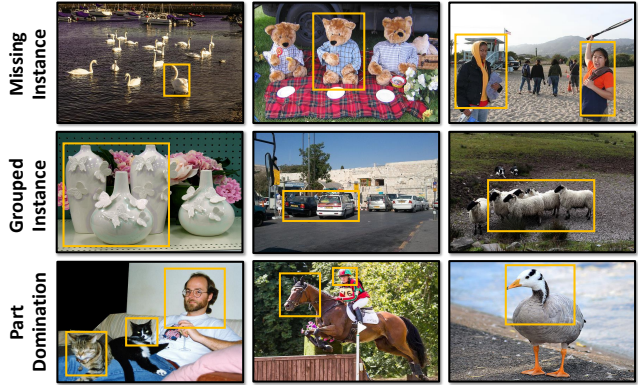 Missing
Instance
Grouped
Instance
Part
Domination